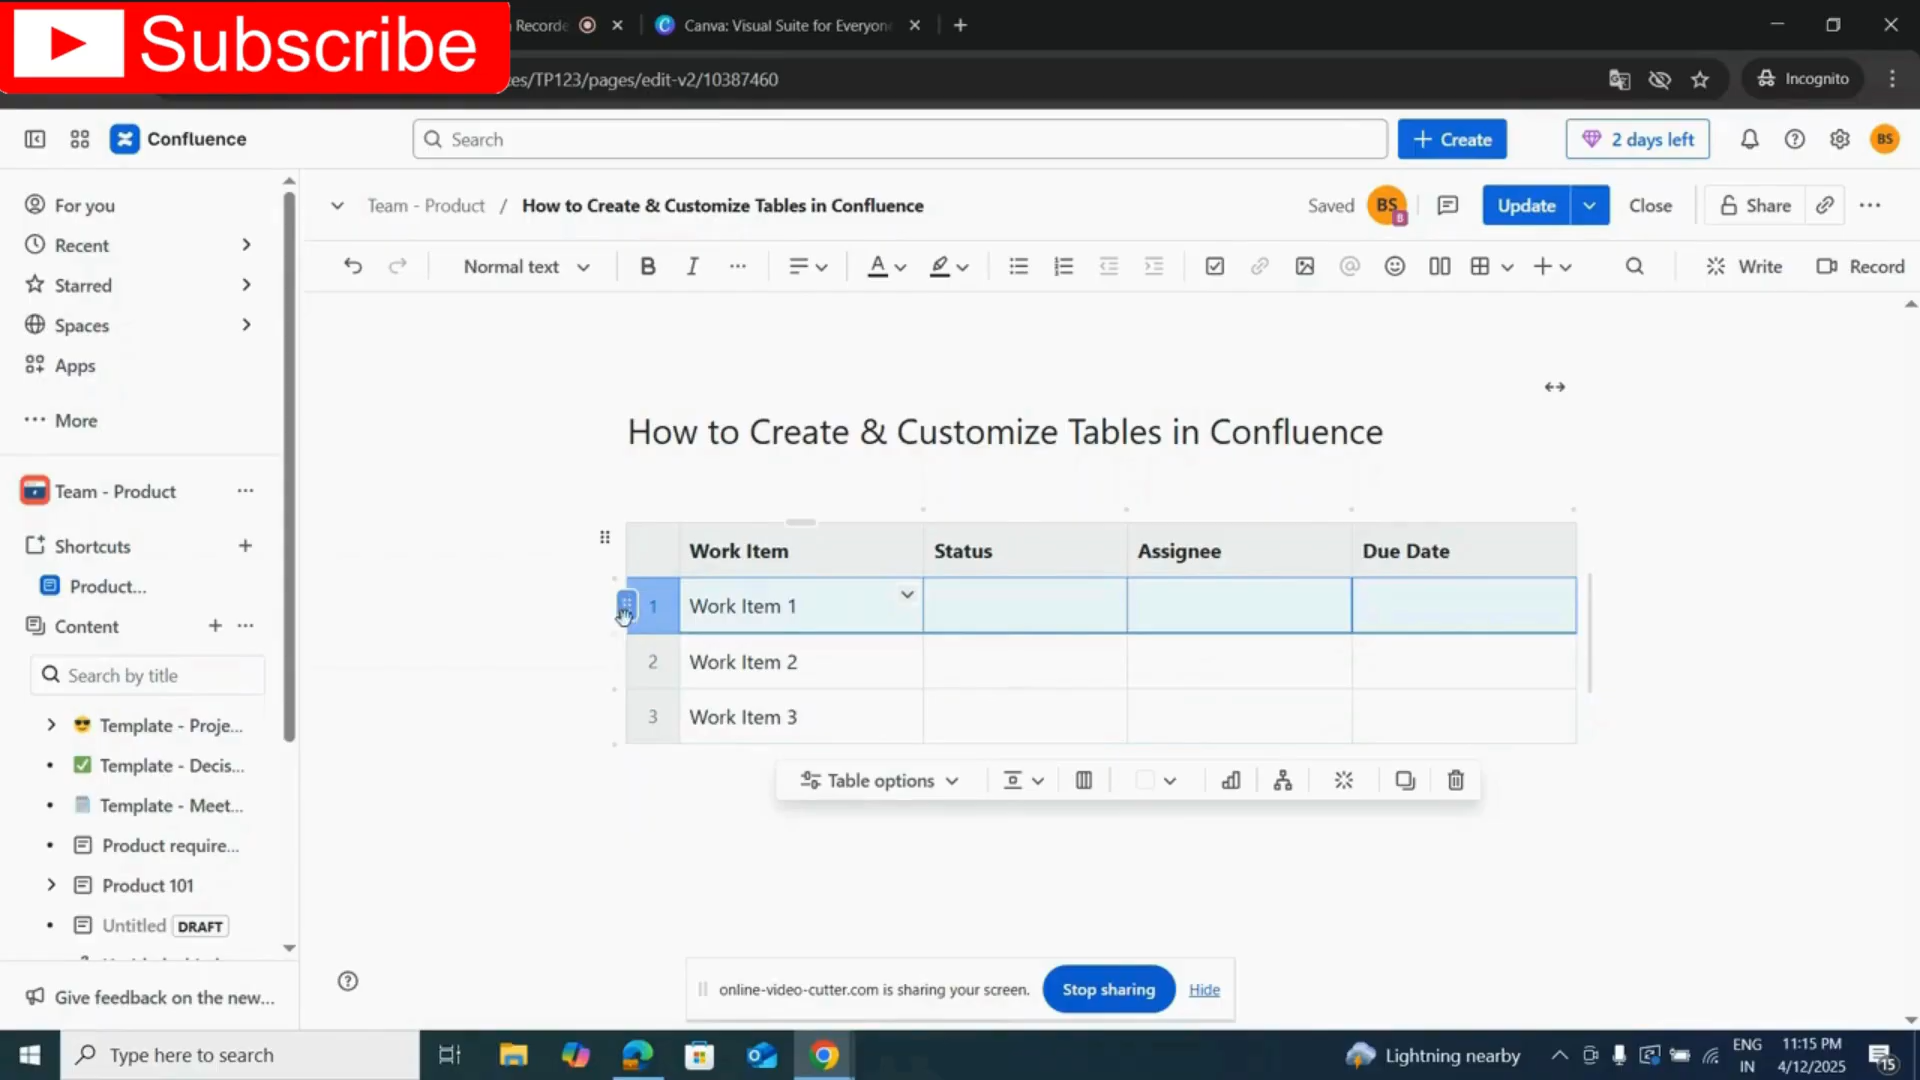 Subscribe
Recorde
Canva: Visual Suite for Everyon
es/TP123/pages/edit-v2/10387460
Incognito
Confluence
Search
Create
2 days left
BS
For you
Recent
Starred
Spaces
Apps
More
Team - Product
Shortcuts
Product...
Content
Search by title
Template - Proje...
Template - Decis...
Template - Meet...
Product require...
Product 101
Untitled DRAFT
Give feedback on the new...
Team - Product / How to Create & Customize Tables in Confluence
Saved
BS
B
Update
Close
Share
Normal text
B I
A
Write
Record
How to Create & Customize Tables in Confluence
Work Item Status Assignee Due Date
1 Work Item 1
2 Work Item 2
3 Work Item 3
Table options
online-video-cutter.com is sharing your screen.
Stop sharing
Hide
Type here to search
Lightning nearby
ENG
IN
11:15 PM
4/12/2025
15